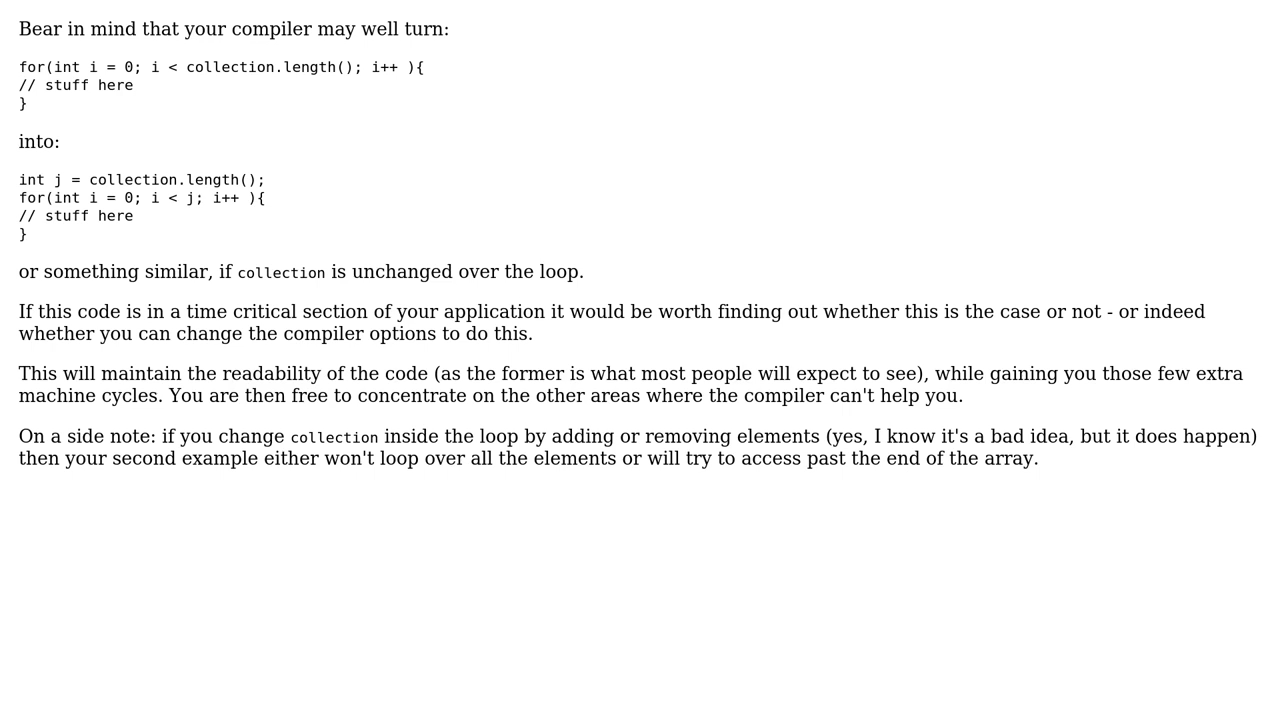 Bear in mind that your compiler may well turn:
for(int i = 0; i < collection.length(); i++ ){
// stuff here
}
into:
int j = collection.length();
for(int i = 0; i < j; i++ ){
// stuff here
}
or something similar, if collection is unchanged over the loop.
If this code is in a time critical section of your application it would be worth finding out whether this is the case or not - or indeed
whether you can change the compiler options to do this.
This will maintain the readability of the code (as the former is what most people will expect to see), while gaining you those few extra
machine cycles. You are then free to concentrate on the other areas where the compiler can't help you.
On a side note: if you change collection inside the loop by adding or removing elements (yes, I know it's a bad idea, but it does happen)
then your second example either won't loop over all the elements or will try to access past the end of the array.